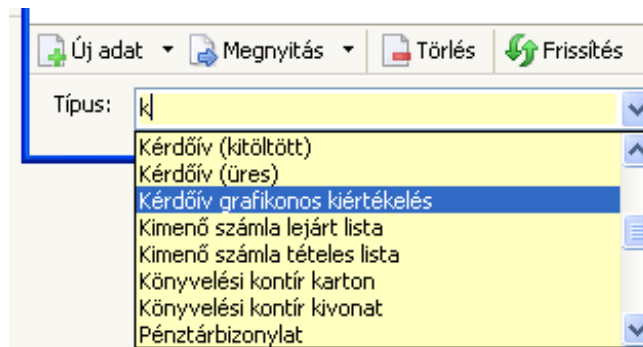 Új adat Megnyitás Törlés Frissítés
Típus: k
Kérdőív (kitöltött)
Kérdőív (üres)
Kérdőív grafikonos kiértékelés
Kimenő számla lejárt lista
Kimenő számla tételes lista
Könyvelési kontír karton
Könyvelési kontír kivonat
Pénztárbizonylat